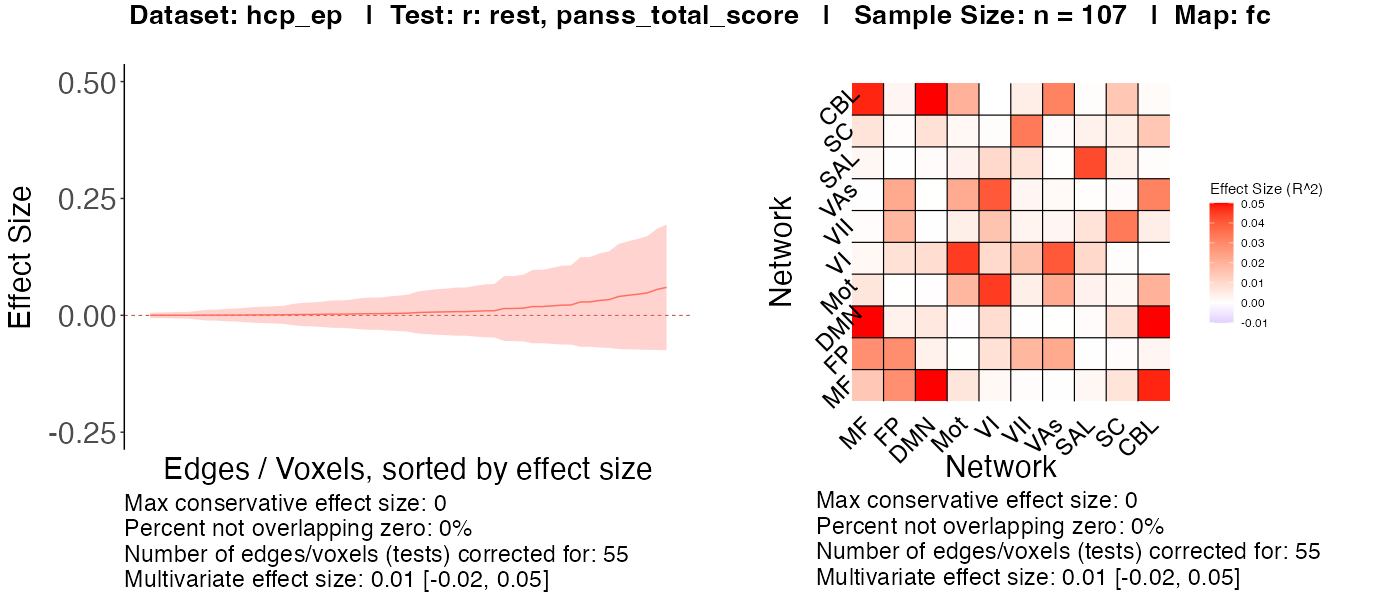 Dataset: hcp_ep | Test: r: rest, panss_total_score | Sample Size: n = 107 | Map: fc
Effect Size
0.50
0.25
0.00
-0.25
Edges / Voxels, sorted by effect size
Max conservative effect size: 0
Percent not overlapping zero: 0%
Number of edges/voxels (tests) corrected for: 55
Multivariate effect size: 0.01 [-0.02, 0.05]
Network
CBL
SC
SAL
VAs
VII
VI
Mot
DMN
FP
MF
MF
FP
DMN
Mot
VI
VII
VAs
SAL
SC
CBL
Network
Effect Size (R^2)
0.05
0.04
0.03
0.02
0.01
0.00
-0.01
Max conservative effect size: 0
Percent not overlapping zero: 0%
Number of edges/voxels (tests) corrected for: 55
Multivariate effect size: 0.01 [-0.02, 0.05]